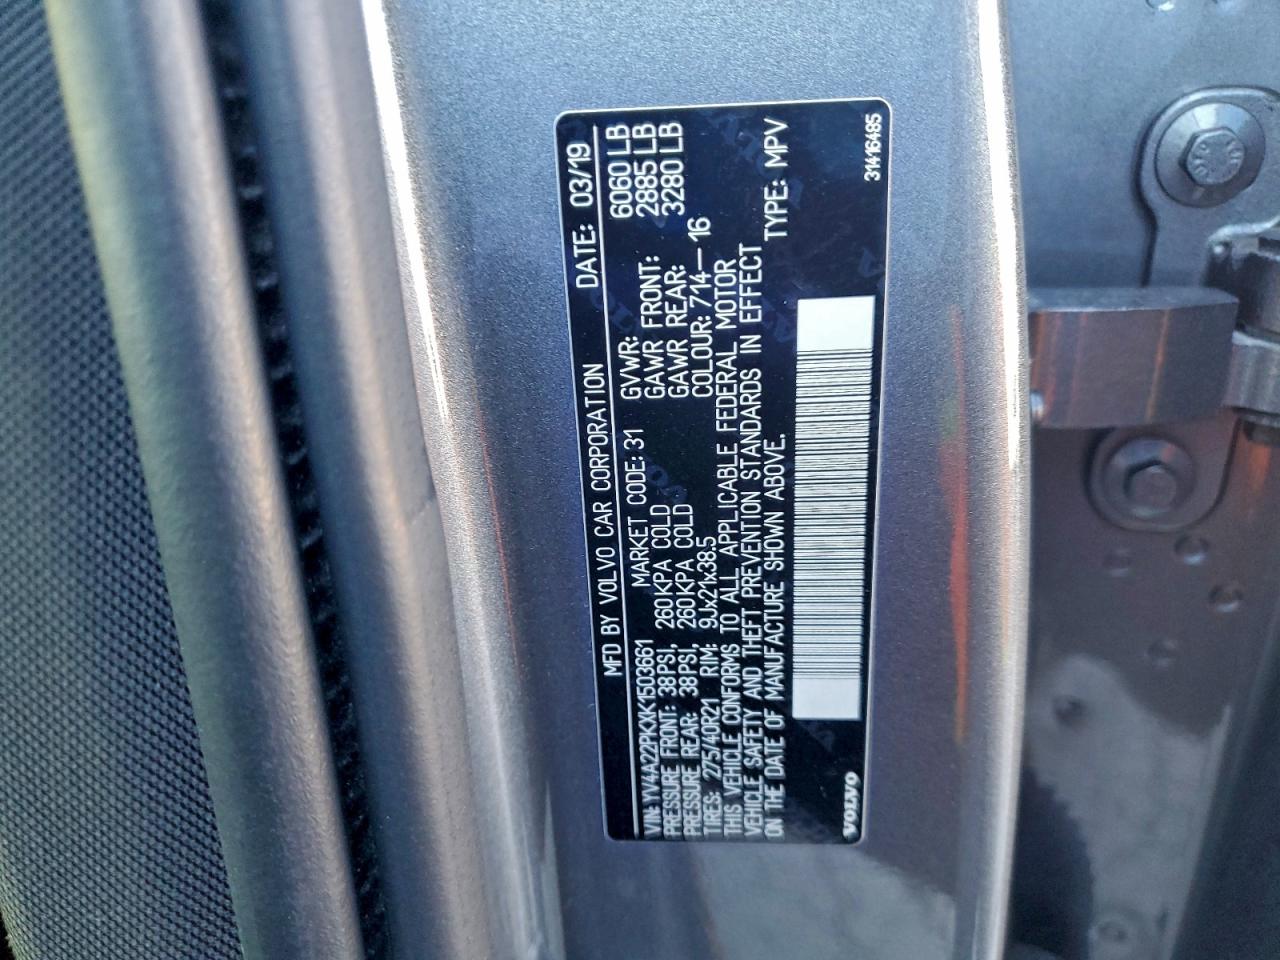 MFD BY VOLVO CAR CORPORATION DATE: 03/19
VIN: YV4A22PKXK1503661 MARKET CODE: 31 GVWR: 6060 LB
PRESSURE FRONT: 38PSI, 260KPA COLD GAWR FRONT: 2885 LB
PRESSURE REAR: 38PSI, 260KPA COLD GAWR REAR: 3280 LB
TIRES: 275/40R21 RIM: 9Jx21x38.5 COLOUR: 714-16
THIS VEHICLE CONFORMS TO ALL APPLICABLE FEDERAL MOTOR
VEHICLE SAFETY AND THEFT PREVENTION STANDARDS IN EFFECT
ON THE DATE OF MANUFACTURE SHOWN ABOVE. TYPE: MPV
VOLVO 31416485